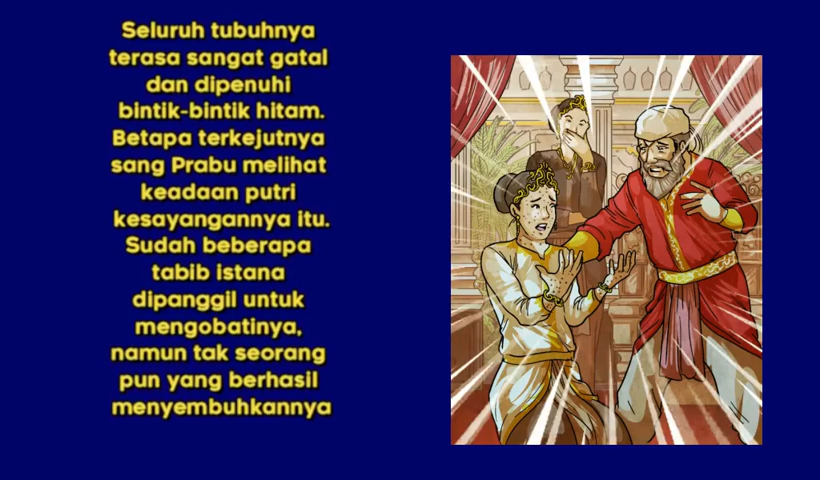 Seluruh tubuhnya
terasa sangat gatal
dan dipenuhi
bintik-bintik hitam.
Betapa terkejutnya
sang Prabu melihat
keadaan putri
kesayangannya itu.
Sudah beberapa
tabib istana
dipanggil untuk
mengobatinya,
namun tak seorang
pun yang berhasil
menyembuhkannya